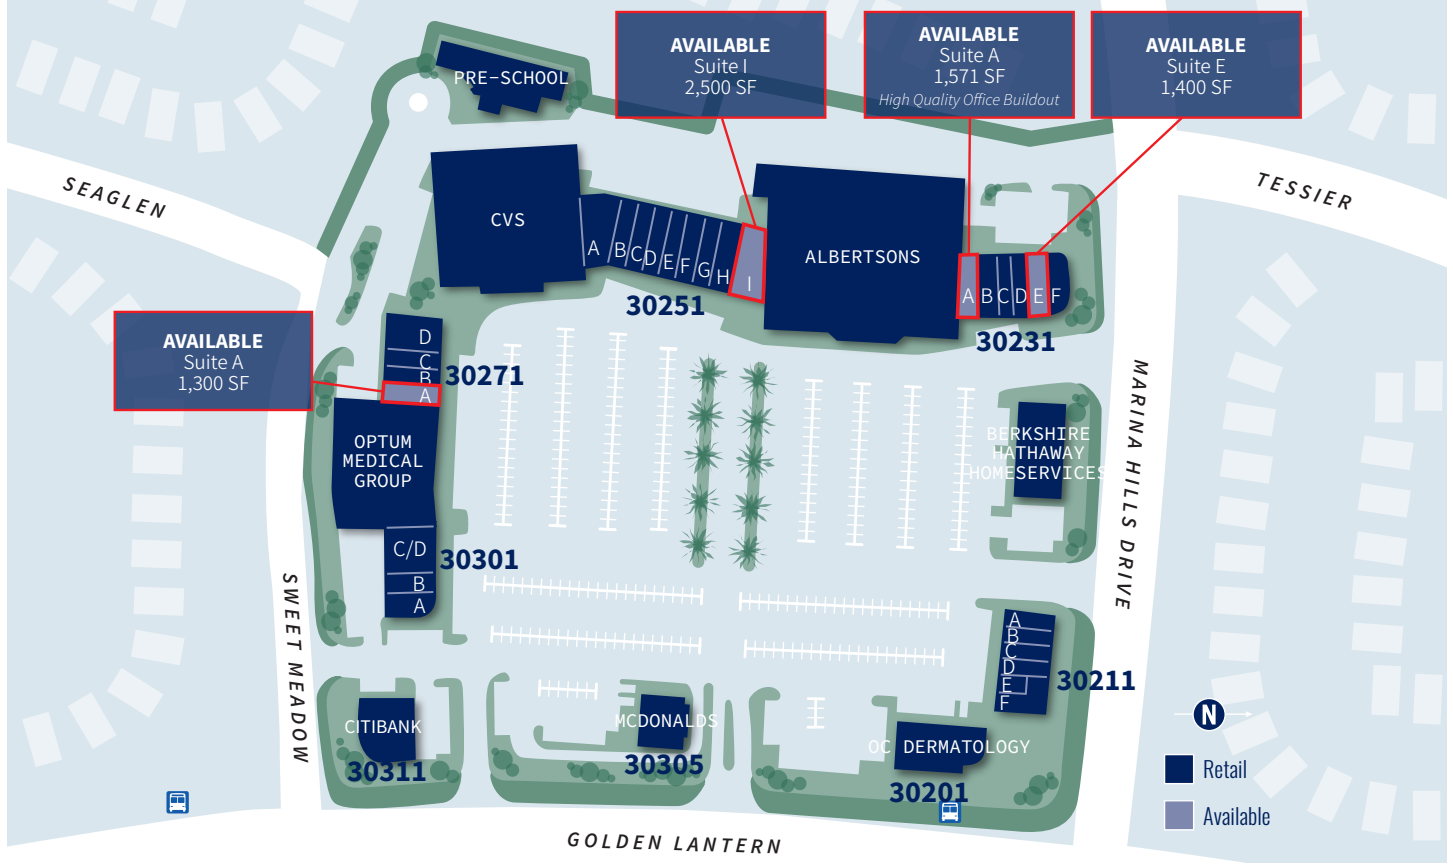 AVAILABLE
Suite I
2,500 SF
AVAILABLE
Suite A
1,571 SF
High Quality Office Buildout
AVAILABLE
Suite E
1,400 SF
PRE-SCHOOL
SEAGLEN
TESSIER
CVS
A B C D E F G H I
30251
ALBERTSONS
A B C D E F
30231
AVAILABLE
Suite A
1,300 SF
D
C
B
A
30271
OPTUM
MEDICAL
GROUP
C/D
B
A
30301
BERKSHIRE
HATHAWAY
HOMESERVICES
MARINA HILLS DRIVE
SWEET MEADOW
A
B
C
D
E
F
30211
CITIBANK
30311
MCDONALDS
30305
OC DERMATOLOGY
30201
N
Retail
Available
GOLDEN LANTERN